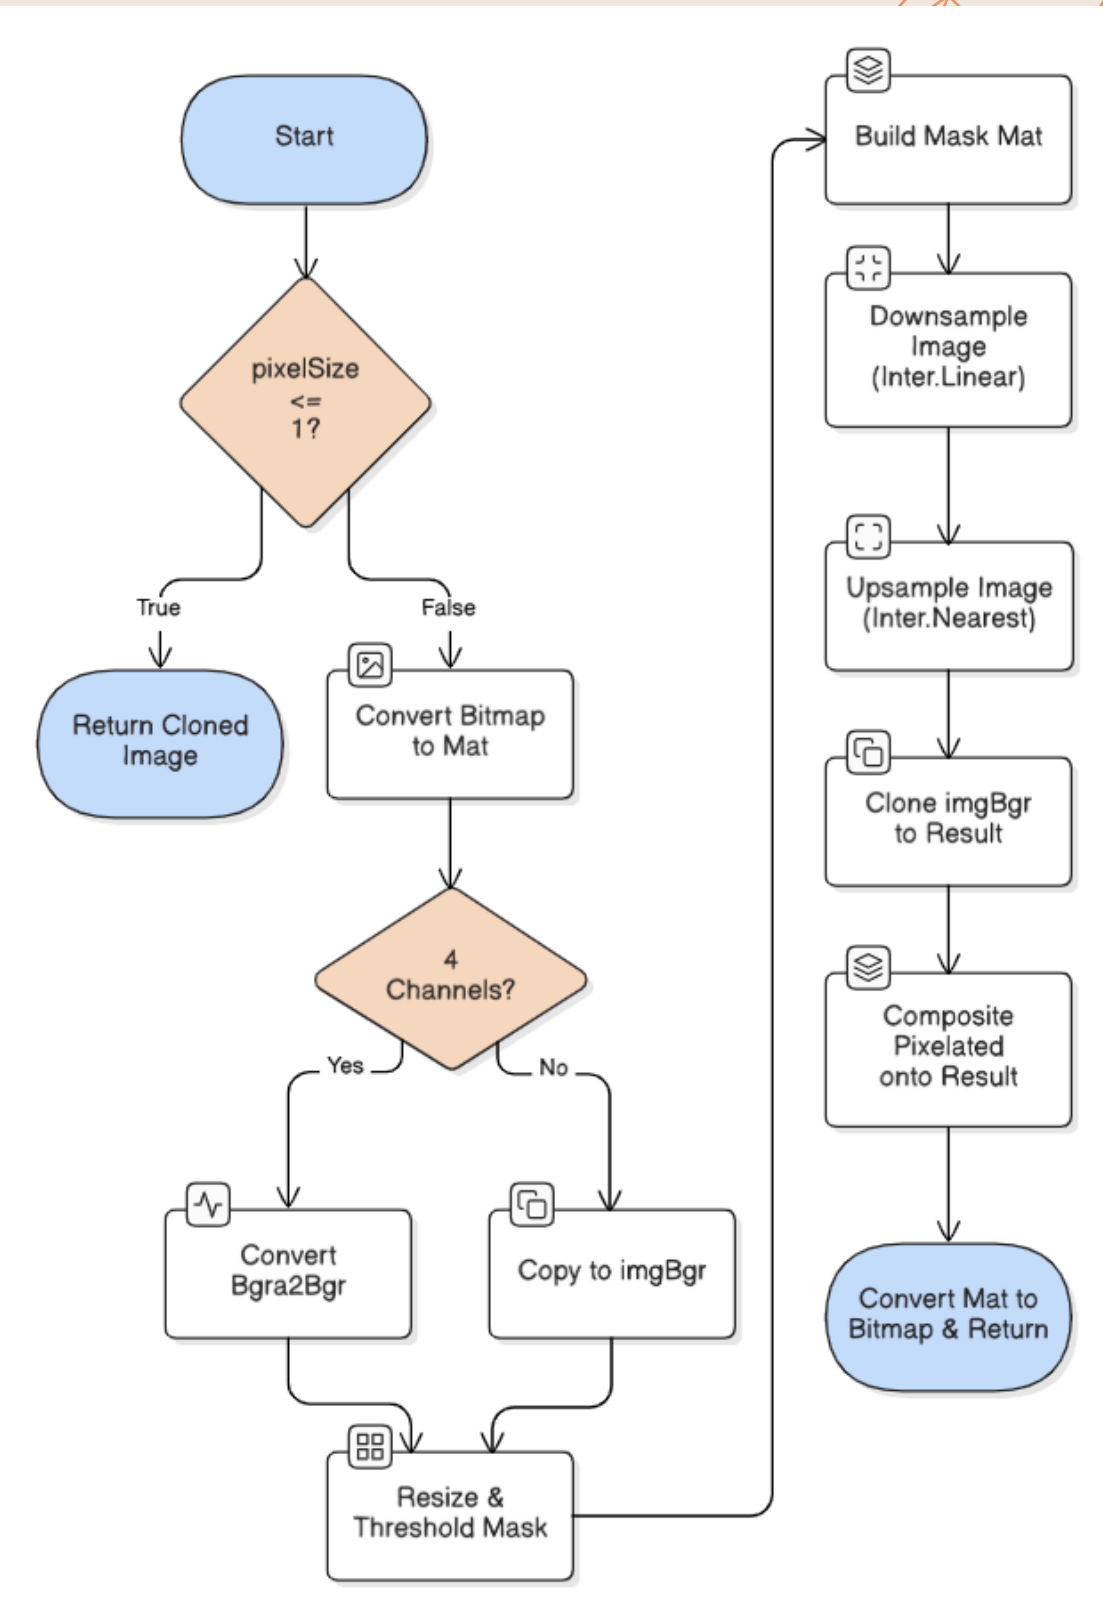 Start
pixelSize
<=
1?
True
False
Return Cloned
Image
Convert Bitmap
to Mat
4
Channels?
Yes
No
Convert
Bgra2Bgr
Copy to imgBgr
Resize &
Threshold Mask
Build Mask Mat
Downsample
Image
(Inter.Linear)
Upsample Image
(Inter.Nearest)
Clone imgBgr
to Result
Composite
Pixelated
onto Result
Convert Mat to
Bitmap & Return